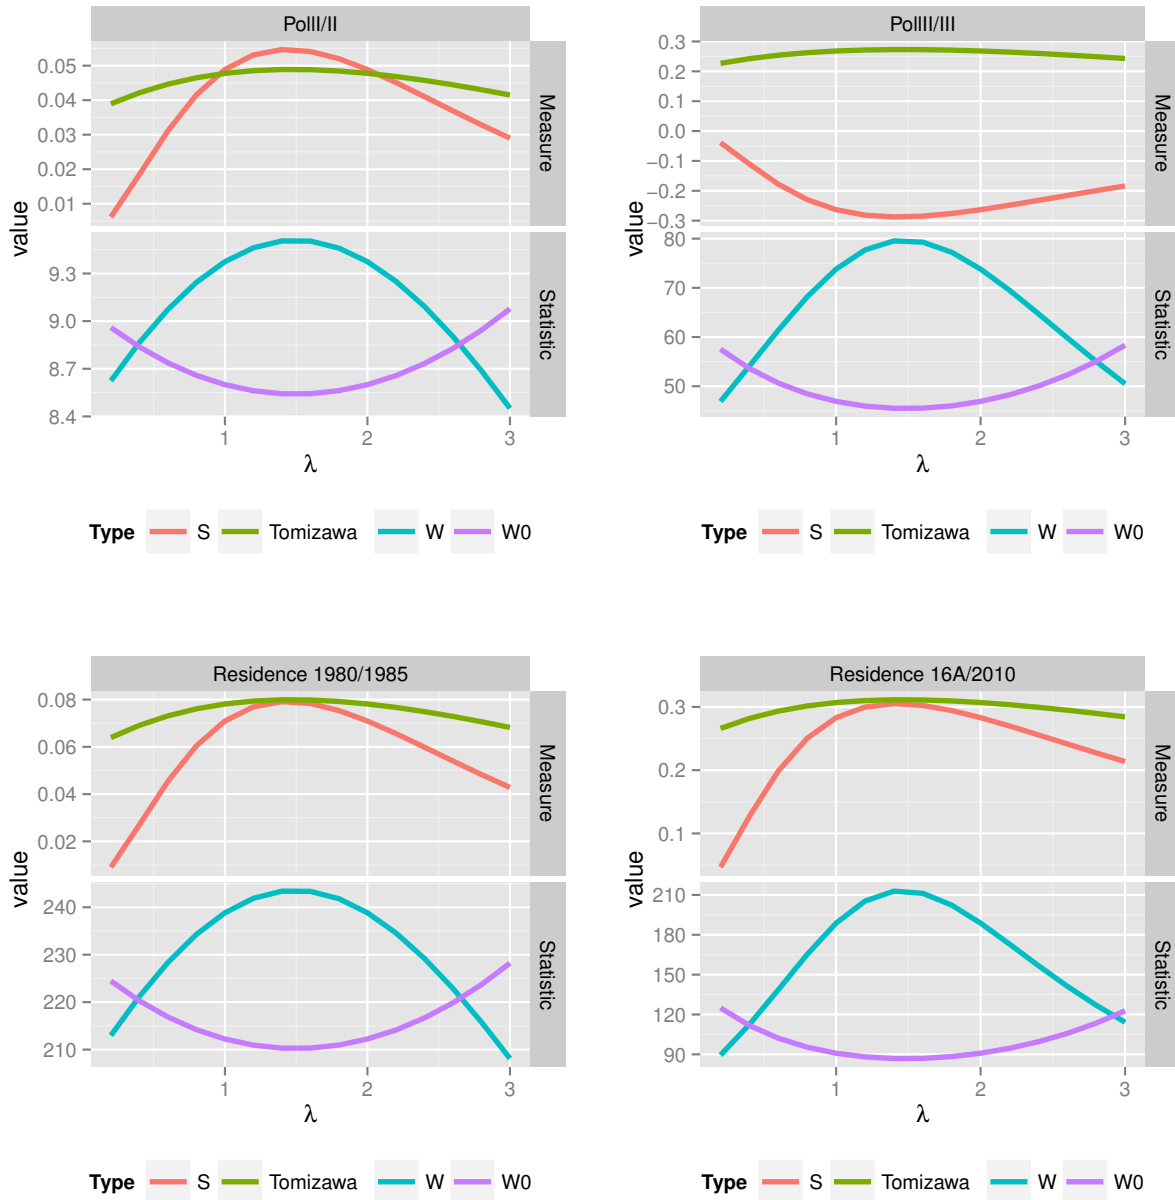 PolII/II
0.05
0.04
0.03
0.02
0.01
Measure
value
9.3
9.0
8.7
8.4
Statistic
1 2 3
λ
Type S Tomizawa W W0
PolIII/III
0.3
0.2
0.1
0.0
−0.1
−0.2
−0.3
Measure
value
80
70
60
50
Statistic
1 2 3
λ
Type S Tomizawa W W0
Residence 1980/1985
0.08
0.06
0.04
0.02
Measure
value
240
230
220
210
Statistic
1 2 3
λ
Type S Tomizawa W W0
Residence 16A/2010
0.3
0.2
0.1
Measure
value
210
180
150
120
90
Statistic
1 2 3
λ
Type S Tomizawa W W0